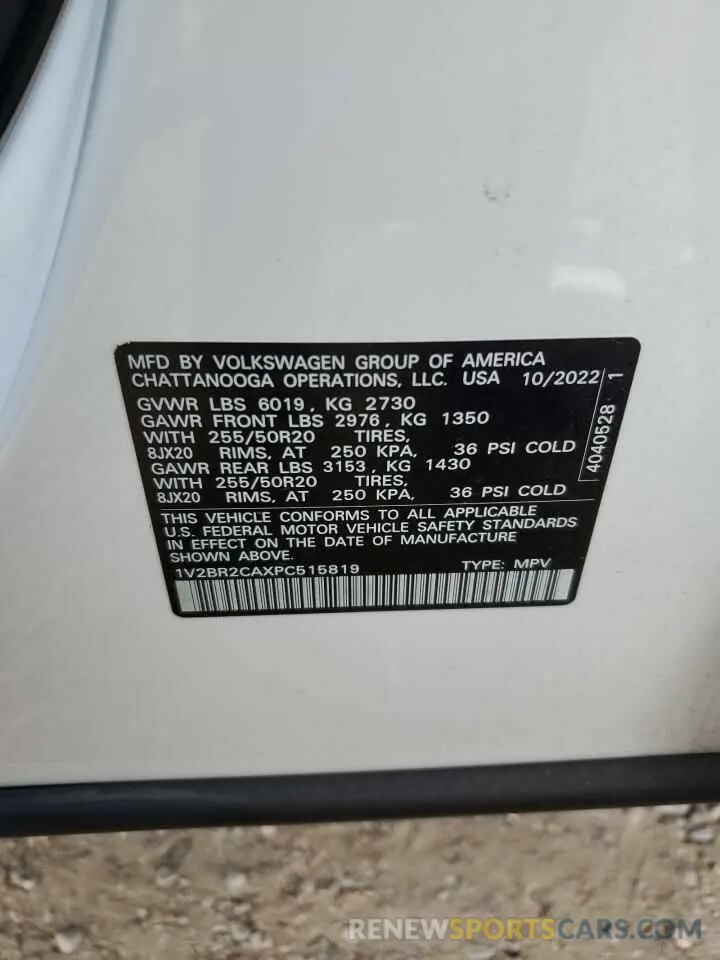 MFD BY VOLKSWAGEN GROUP OF AMERICA
CHATTANOOGA OPERATIONS, LLC. USA 10/2022
GVWR LBS 6019, KG 2730
GAWR FRONT LBS 2976, KG 1350
WITH 255/50R20 TIRES,
8JX20 RIMS, AT 250 KPA, 36 PSI COLD
GAWR REAR LBS 3153, KG 1430
WITH 255/50R20 TIRES,
8JX20 RIMS, AT 250 KPA, 36 PSI COLD
4040528 1
THIS VEHICLE CONFORMS TO ALL APPLICABLE
U.S. FEDERAL MOTOR VEHICLE SAFETY STANDARDS
IN EFFECT ON THE DATE OF MANUFACTURE
SHOWN ABOVE.
1V2BR2CAXPC515819 TYPE: MPV
RENEWSPORTSCARS.COM